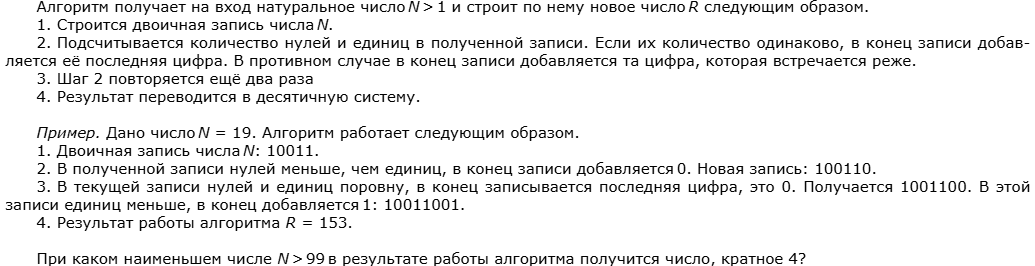 Алгоритм получает на вход натуральное число N > 1 и строит по нему новое число R следующим образом.
1. Строится двоичная запись числа N.
2. Подсчитывается количество нулей и единиц в полученной записи. Если их количество одинаково, в конец записи добав-
ляется её последняя цифра. В противном случае в конец записи добавляется та цифра, которая встречается реже.
3. Шаг 2 повторяется ещё два раза
4. Результат переводится в десятичную систему.
Пример. Дано число N = 19. Алгоритм работает следующим образом.
1. Двоичная запись числа N: 10011.
2. В полученной записи нулей меньше, чем единиц, в конец записи добавляется 0. Новая запись: 100110.
3. В текущей записи нулей и единиц поровну, в конец записывается последняя цифра, это 0. Получается 1001100. В этой
записи единиц меньше, в конец добавляется 1: 10011001.
4. Результат работы алгоритма R = 153.
При каком наименьшем числе N > 99 в результате работы алгоритма получится число, кратное 4?